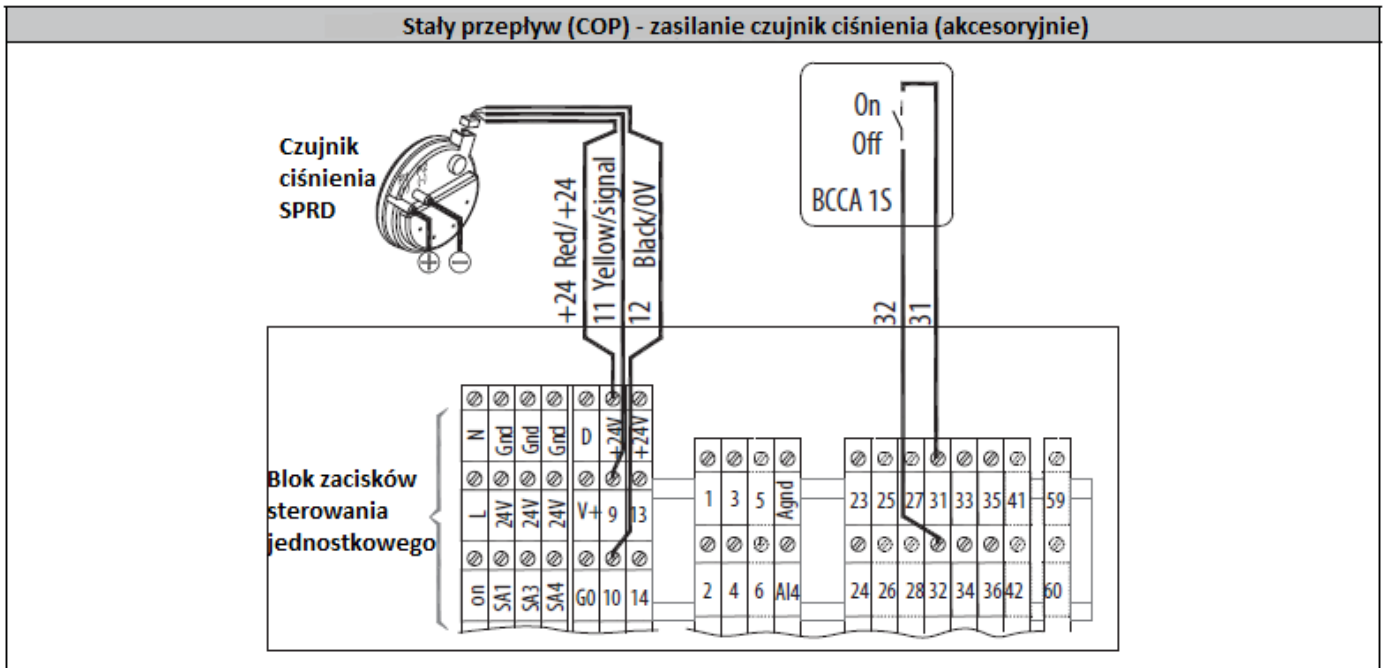 Stały przepływ (COP) - zasilanie czujnik ciśnienia (akcesoryjnie)
Czujnik
ciśnienia
SPRD
+24 Red/+24
11 Yellow/signal
12 Black/0V
On
Off
BCCA 1S
32
31
Blok zacisków
sterowania
jednostkowego
N Gnd Gnd Gnd D +24V +24V
L 24V 24V 24V V+ 9 13
on SA1 SA3 SA4 G0 10 14
1 3 5 Agnd
2 4 6 AI4
23 25 27 31 33 35 41 59
24 26 28 32 34 36 42 60